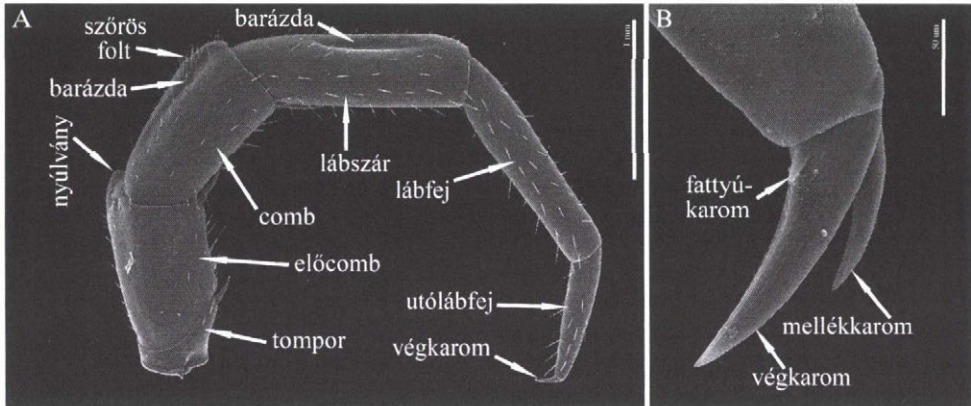 A
szőrös
folt
barázda
barázda
nyúlvány
lábszár
lábfej
comb
előcomb
utólábfej
tompor
végkarom
1 mm
B
50 um
fattyú-
karom
mellékkarom
végkarom